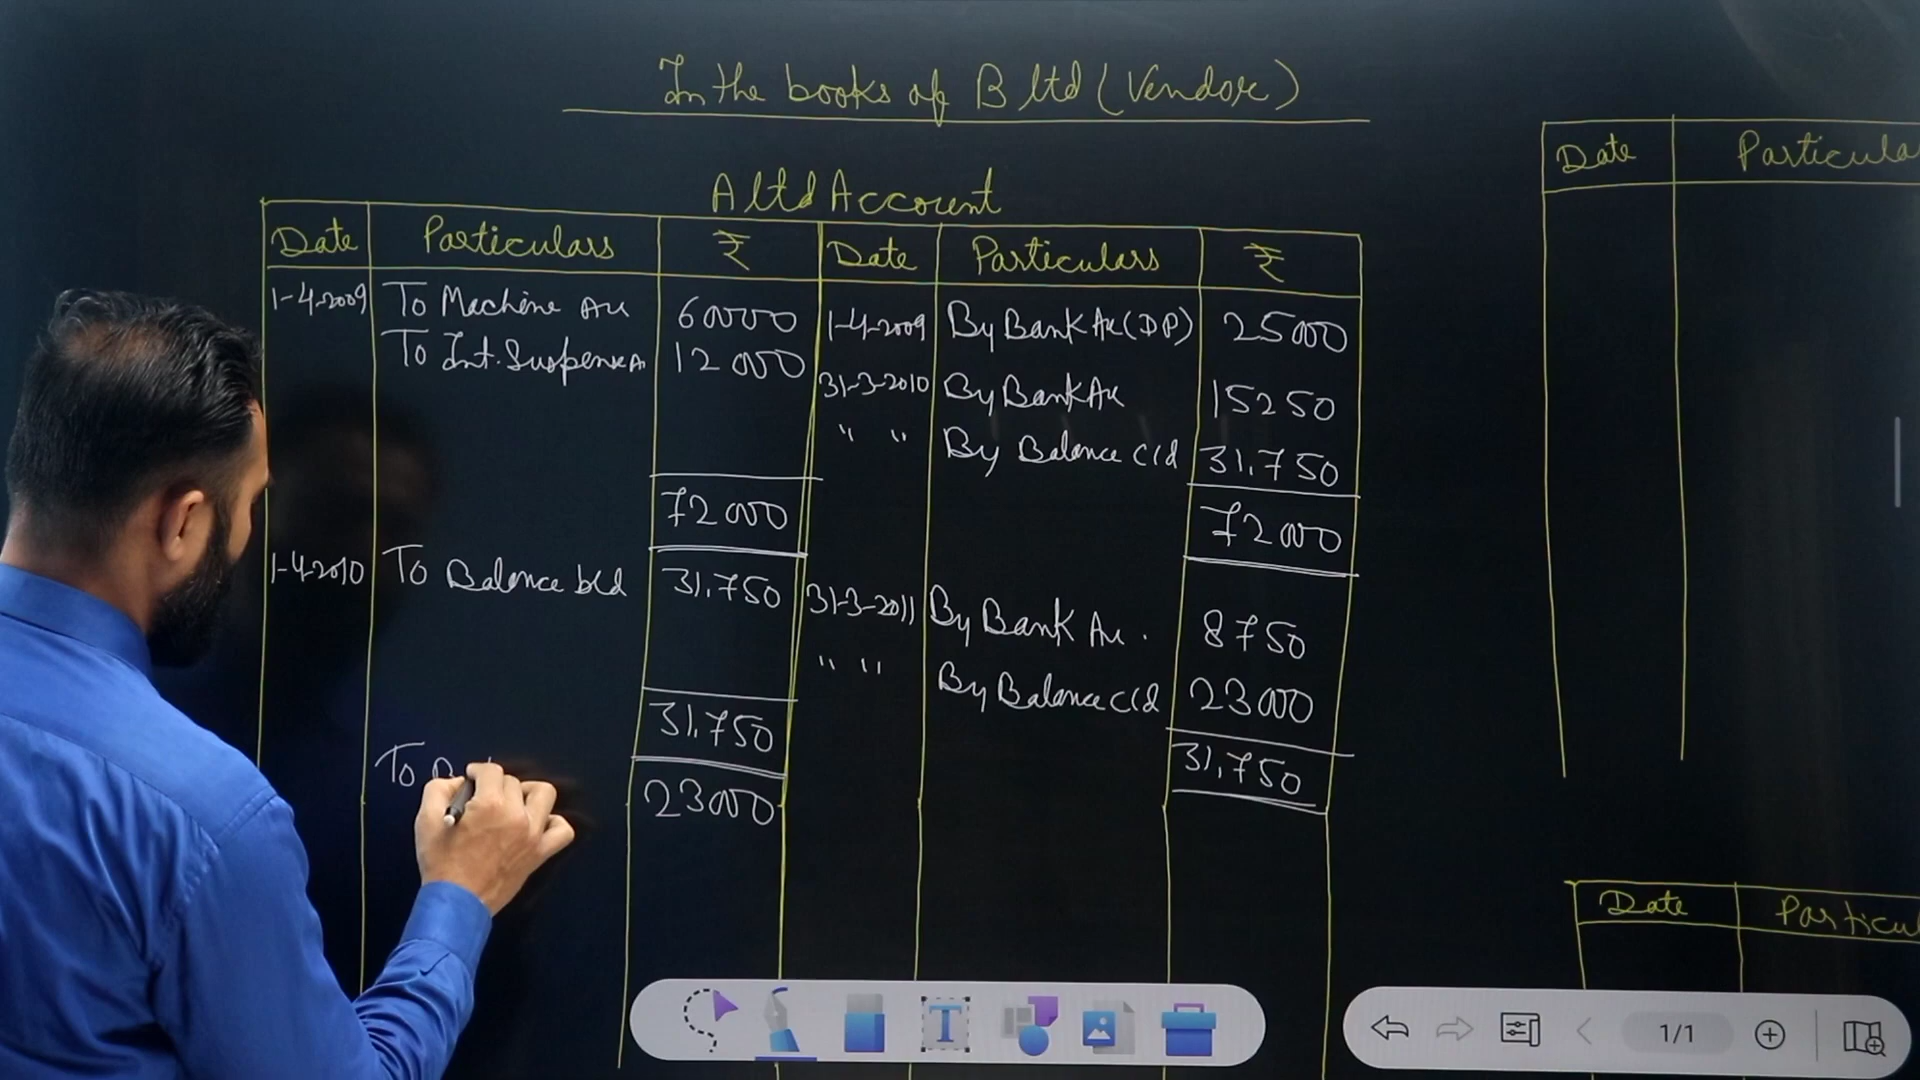 In the books of B ltd (Vendor)
A ltd Account
Date Particulars ₹ Date Particulars ₹
1-4-2009 To Machine A/c 60000 1-4-2009 By Bank A/c (DP) 25000
To Int. Suspense A 12000 31-3-2010 By Bank A/c 15250
" " By Balance c/d 31,750
72000 72000
1-4-2010 To Balance b/d 31,750 31-3-2011 By Bank A/c . 8750
" " By Balance c/d 23000
31,750 31,750
To 23000
Date Particula
Date Particul
T
1/1